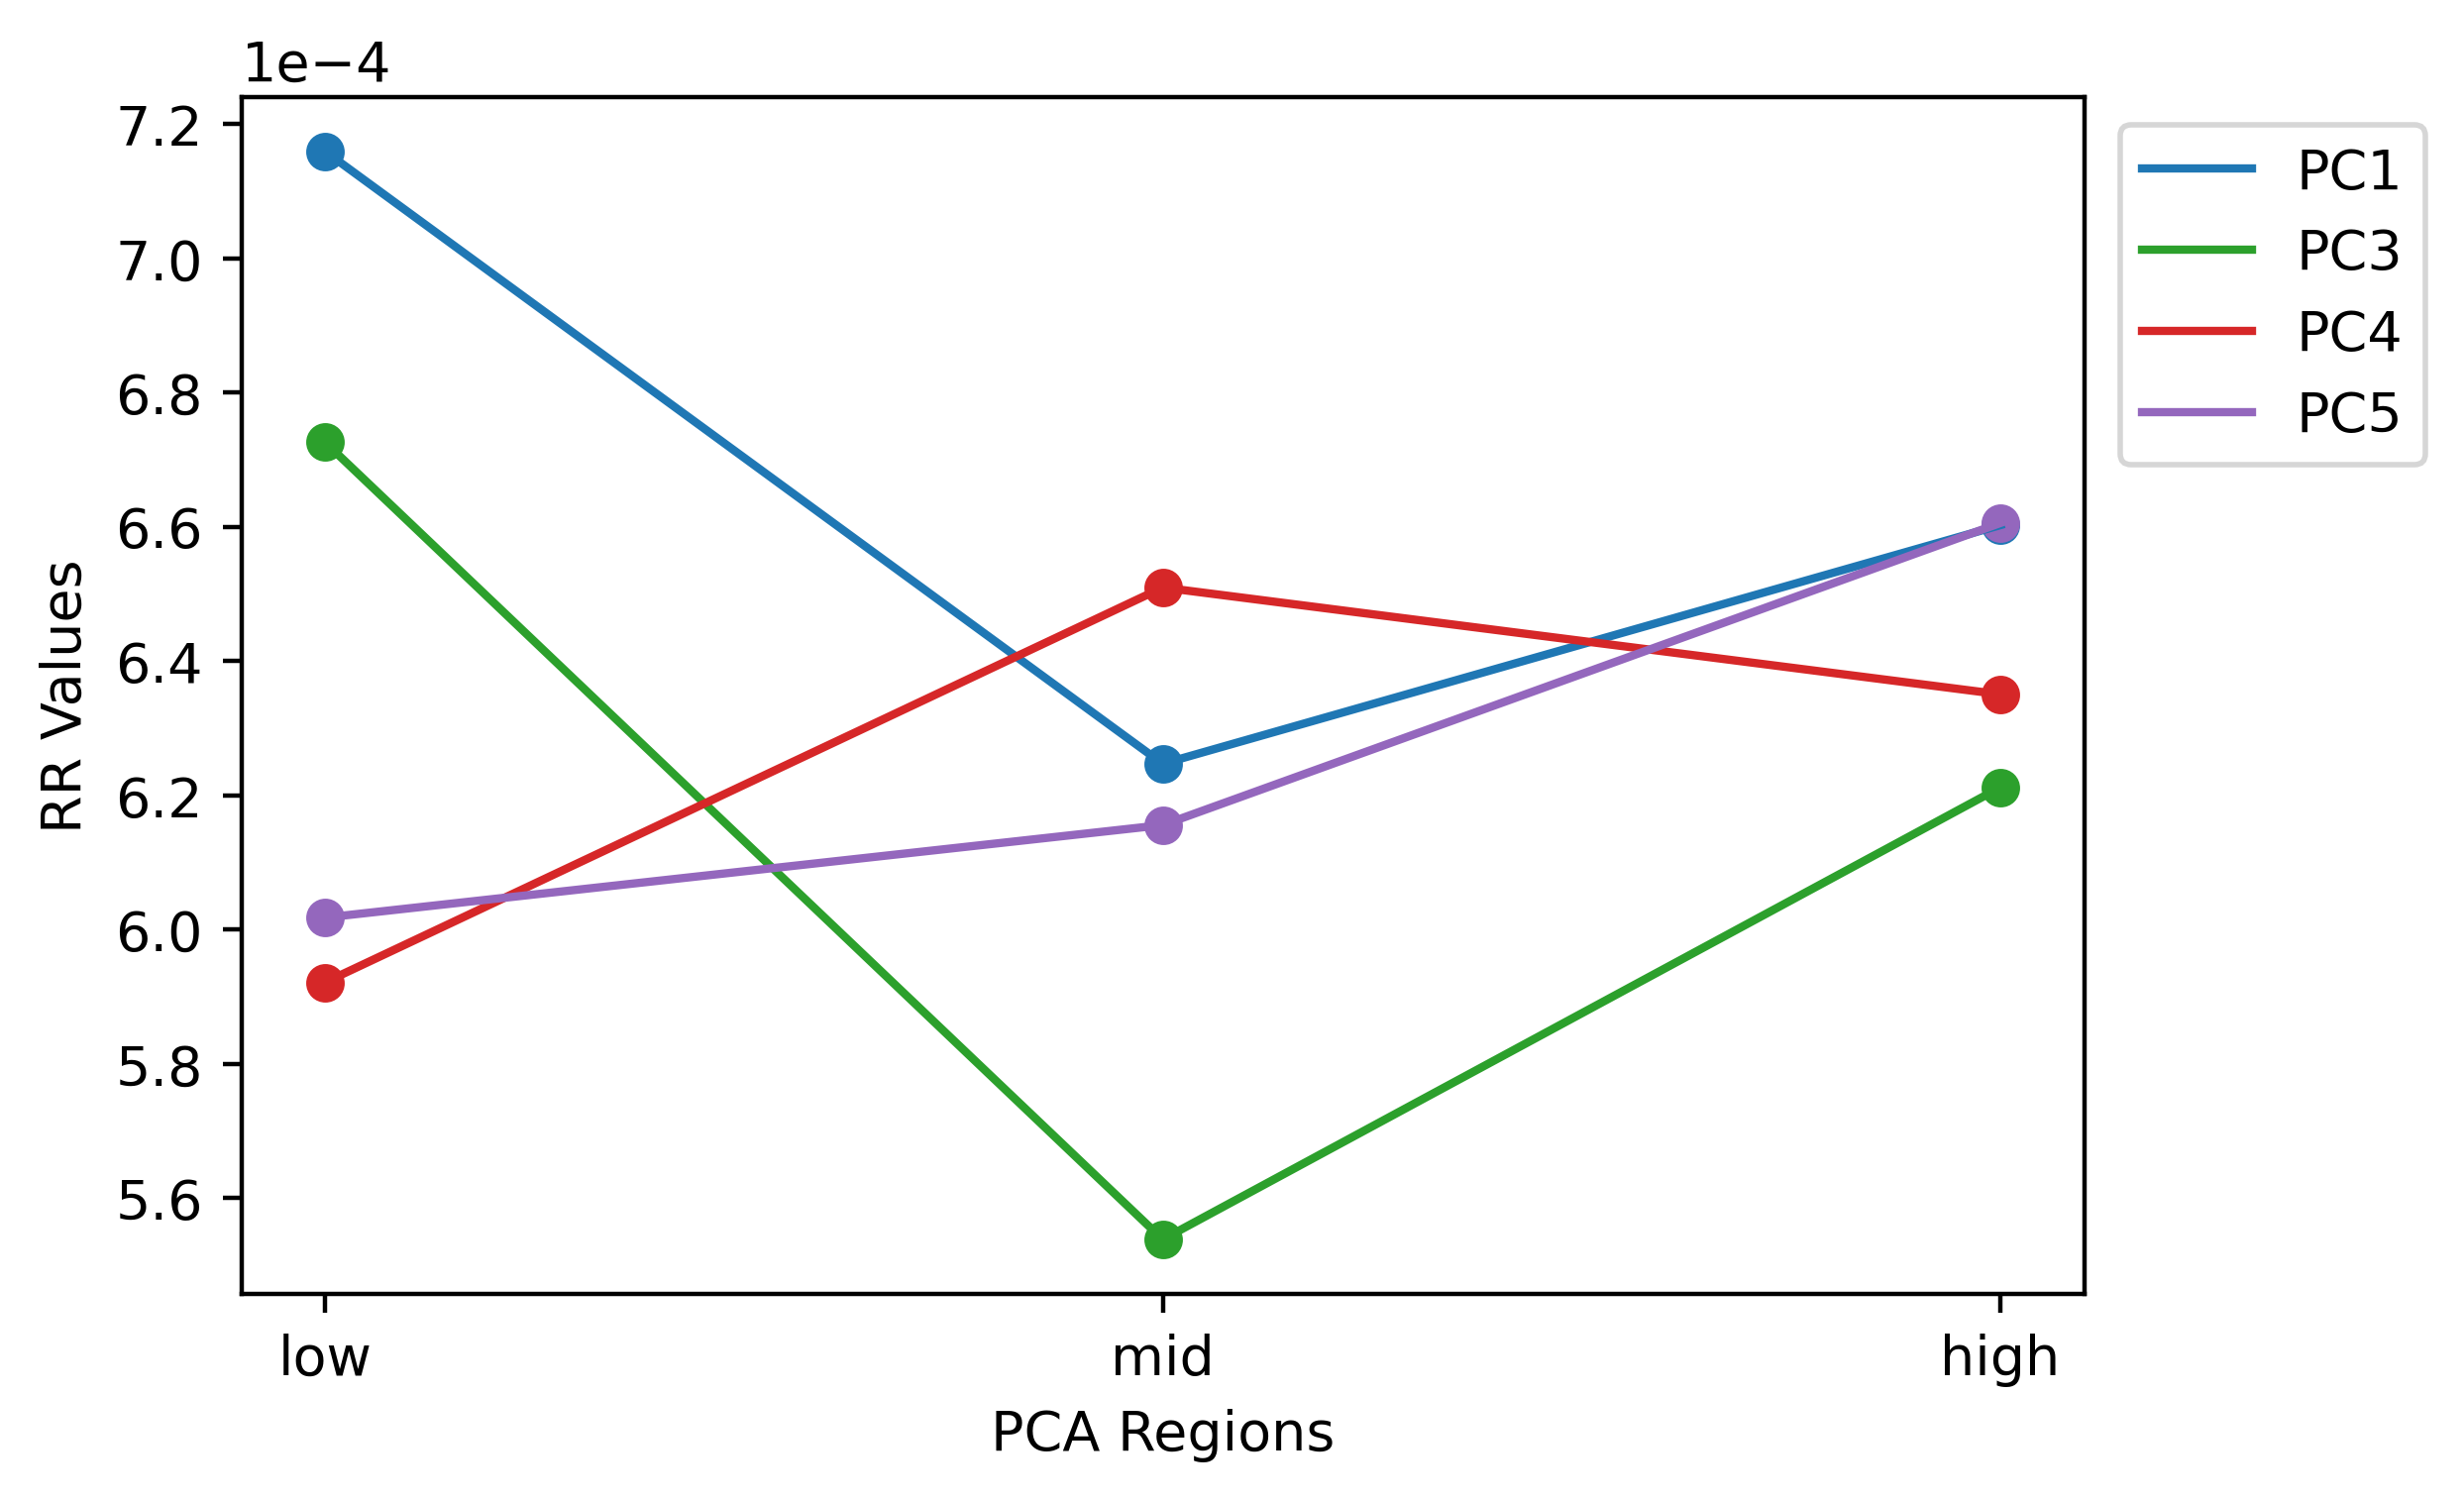 1e−4
7.2
7.0
6.8
6.6
6.4
6.2
6.0
5.8
5.6
RR Values
low
mid
high
PCA Regions
PC1
PC3
PC4
PC5